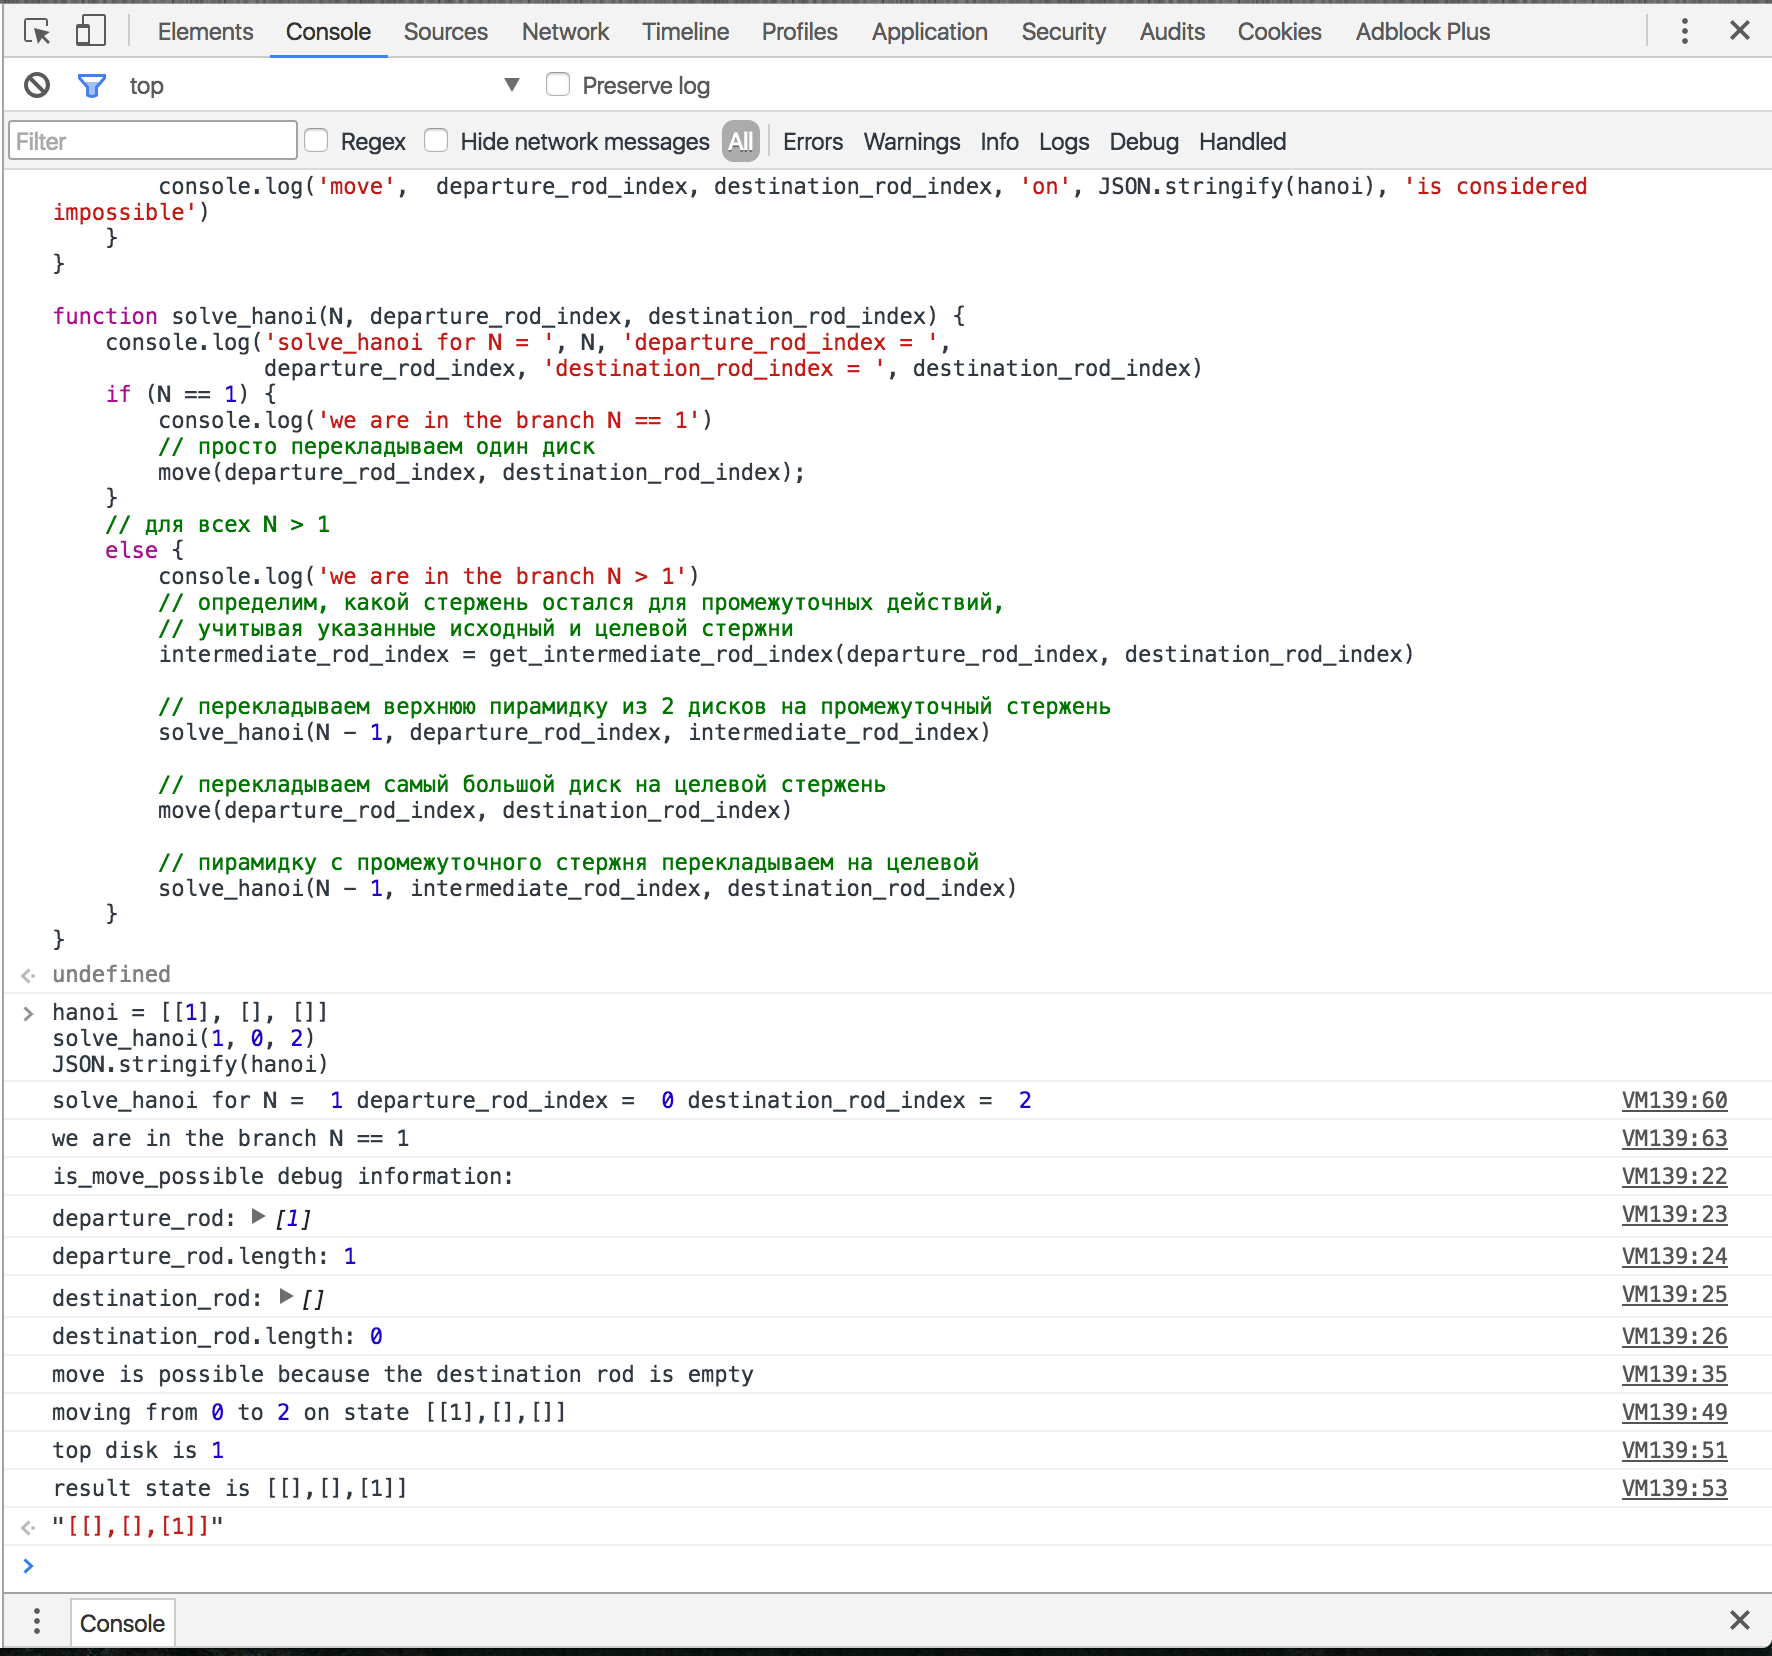 Elements Console Sources Network Timeline Profiles Application Security Audits Cookies Adblock Plus
top ▼ Preserve log
Filter Regex Hide network messages All Errors Warnings Info Logs Debug Handled
        console.log('move',  departure_rod_index, destination_rod_index, 'on', JSON.stringify(hanoi), 'is considered
impossible')
    }
}
function solve_hanoi(N, departure_rod_index, destination_rod_index) {
    console.log('solve_hanoi for N = ', N, 'departure_rod_index = ',
                departure_rod_index, 'destination_rod_index = ', destination_rod_index)
    if (N == 1) {
        console.log('we are in the branch N == 1')
        // просто перекладываем один диск
        move(departure_rod_index, destination_rod_index);
    }
    // для всех N > 1
    else {
        console.log('we are in the branch N > 1')
        // определим, какой стержень остался для промежуточных действий,
        // учитывая указанные исходный и целевой стержни
        intermediate_rod_index = get_intermediate_rod_index(departure_rod_index, destination_rod_index)
        // перекладываем верхнюю пирамидку из 2 дисков на промежуточный стержень
        solve_hanoi(N - 1, departure_rod_index, intermediate_rod_index)
        // перекладываем самый большой диск на целевой стержень
        move(departure_rod_index, destination_rod_index)
        // пирамидку с промежуточного стержня перекладываем на целевой
        solve_hanoi(N - 1, intermediate_rod_index, destination_rod_index)
    }
}
undefined
hanoi = [[1], [], []]
solve_hanoi(1, 0, 2)
JSON.stringify(hanoi)
solve_hanoi for N =  1 departure_rod_index =  0 destination_rod_index =  2 VM139:60
we are in the branch N == 1 VM139:63
is_move_possible debug information: VM139:22
departure_rod: ▶ [1] VM139:23
departure_rod.length: 1 VM139:24
destination_rod: ▶ [] VM139:25
destination_rod.length: 0 VM139:26
move is possible because the destination rod is empty VM139:35
moving from 0 to 2 on state [[1],[],[]] VM139:49
top disk is 1 VM139:51
result state is [[],[],[1]] VM139:53
"[[],[],[1]]"
Console